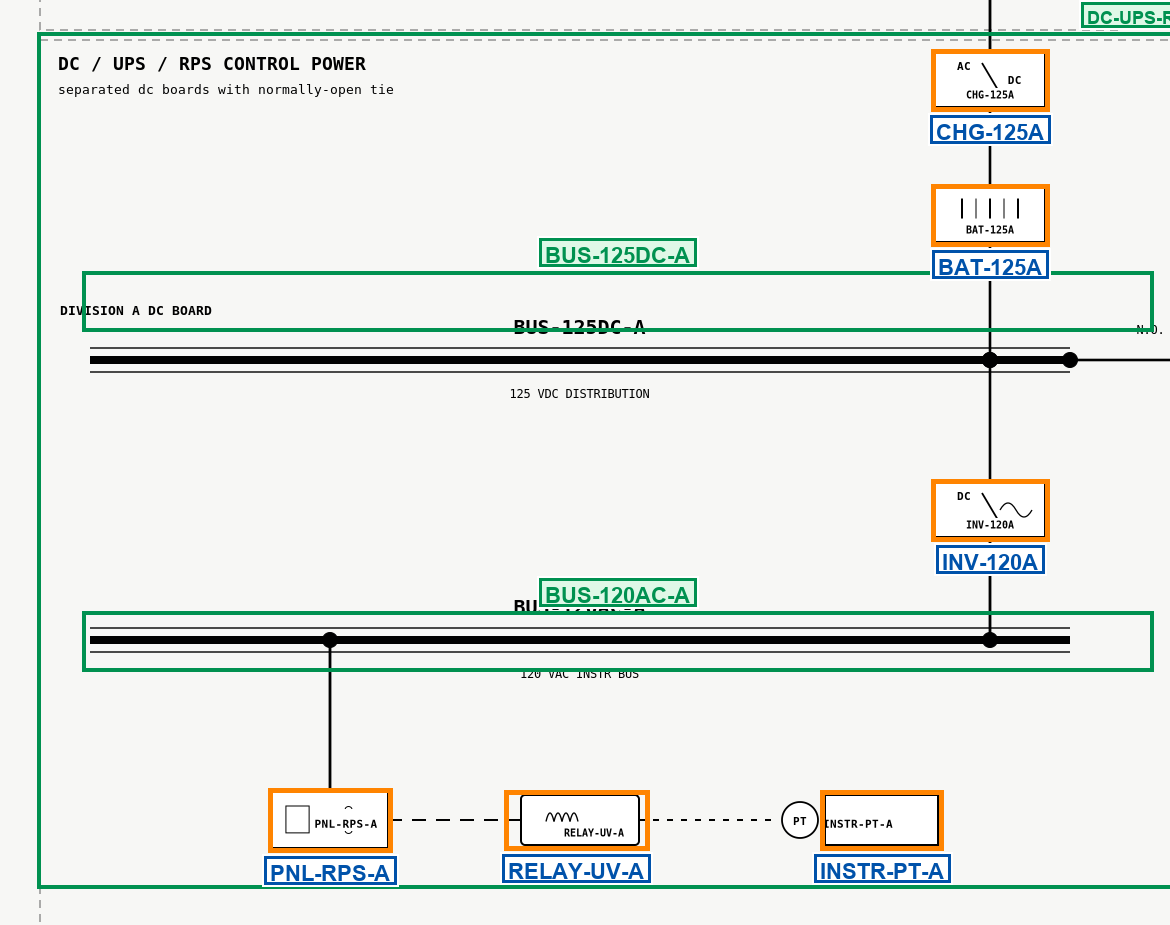 DC-UPS-R
DC / UPS / RPS CONTROL POWER
separated dc boards with normally-open tie
AC
DC
CHG-125A
CHG-125A
BAT-125A
BAT-125A
BUS-125DC-A
DIVISION A DC BOARD
BUS-125DC-A
N.O.
125 VDC DISTRIBUTION
DC
INV-120A
INV-120A
BUS-120AC-A
120 VAC INSTR BUS
PNL-RPS-A
RELAY-UV-A
PT
INSTR-PT-A
PNL-RPS-A
RELAY-UV-A
INSTR-PT-A